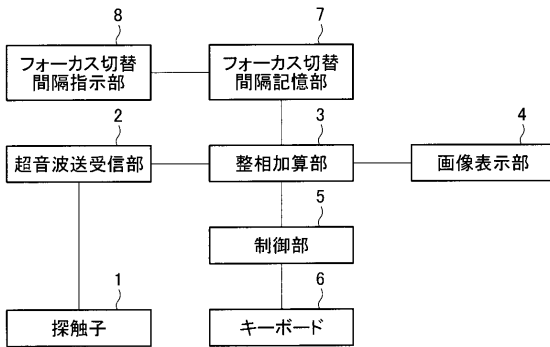 8
フォーカス切替
間隔指示部
7
フォーカス切替
間隔記憶部
2
超音波送受信部
3
整相加算部
4
画像表示部
5
制御部
1
探触子
6
キーボード